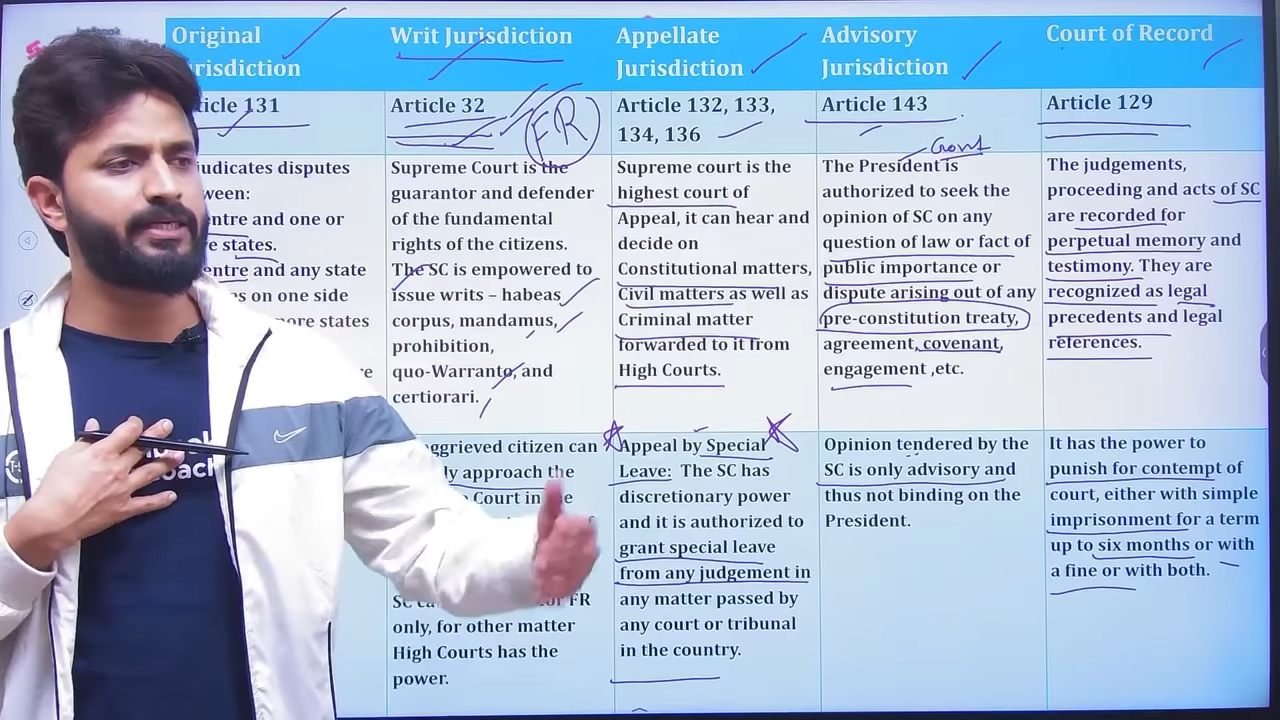 Original
Jurisdiction
Article 131
adjudicates disputes
between:
Centre and one or
states.
Centre and any state
on one side
more states
Writ Jurisdiction
Article 32
FR
Supreme Court is the
guarantor and defender
of the fundamental
rights of the citizens.
The SC is empowered to
issue writs – habeas
corpus, mandamus,
prohibition,
quo-Warranto, and
certiorari.
aggrieved citizen can
approach the
Court in the
of
SC FR
only, for other matter
High Courts has the
power.
Appellate
Jurisdiction
Article 132, 133,
134, 136
Supreme court is the
highest court of
Appeal, it can hear and
decide on
Constitutional matters,
Civil matters as well as
Criminal matter
forwarded to it from
High Courts.
Appeal by Special
Leave: The SC has
discretionary power
and it is authorized to
grant special leave
from any judgement in
any matter passed by
any court or tribunal
in the country.
Advisory
Jurisdiction
Article 143
Govt
The President is
authorized to seek the
opinion of SC on any
question of law or fact of
public importance or
dispute arising out of any
pre-constitution treaty,
agreement, covenant,
engagement ,etc.
Opinion tendered by the
SC is only advisory and
thus not binding on the
President.
Court of Record
Article 129
The judgements,
proceeding and acts of SC
are recorded for
perpetual memory and
testimony. They are
recognized as legal
precedents and legal
references.
It has the power to
punish for contempt of
court, either with simple
imprisonment for a term
up to six months or with
a fine or with both.